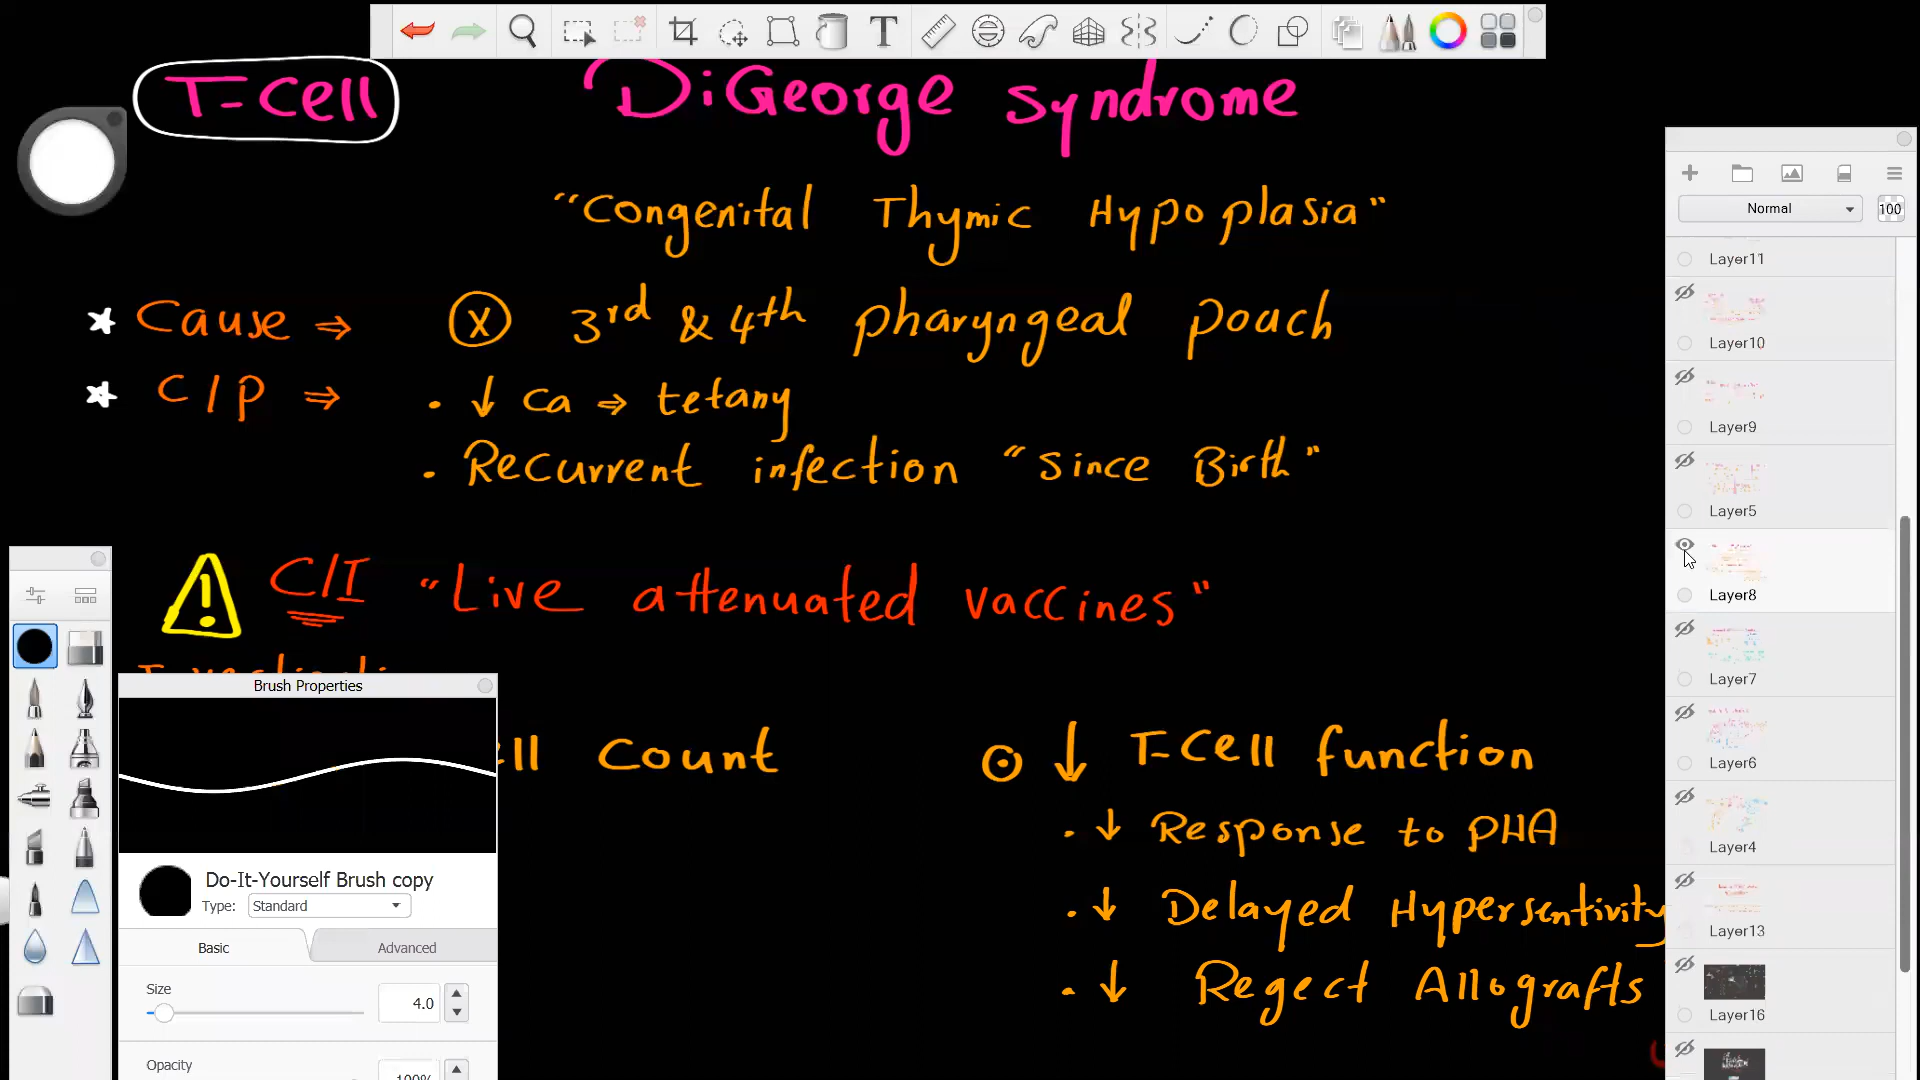 T-Cell DiGeorge syndrome
"Congenital Thymic Hypoplasia"
Cause ⇒ Ⓧ 3rd & 4th pharyngeal pouch
C/P ⇒ • ↓ Ca ⇒ tetany
• Recurrent infection "since Birth"
C/I "Live attenuated vaccines"
Count
⊙ ↓ T-Cell function
• ↓ Response to PHA
• ↓ Delayed Hypersentivity
• ↓ Regect Allografts
Brush Properties
Do-It-Yourself Brush copy
Type: Standard
Basic Advanced
Size
4.0
Opacity
100%
Normal 100
Layer11
Layer10
Layer9
Layer5
Layer8
Layer7
Layer6
Layer4
Layer13
Layer16